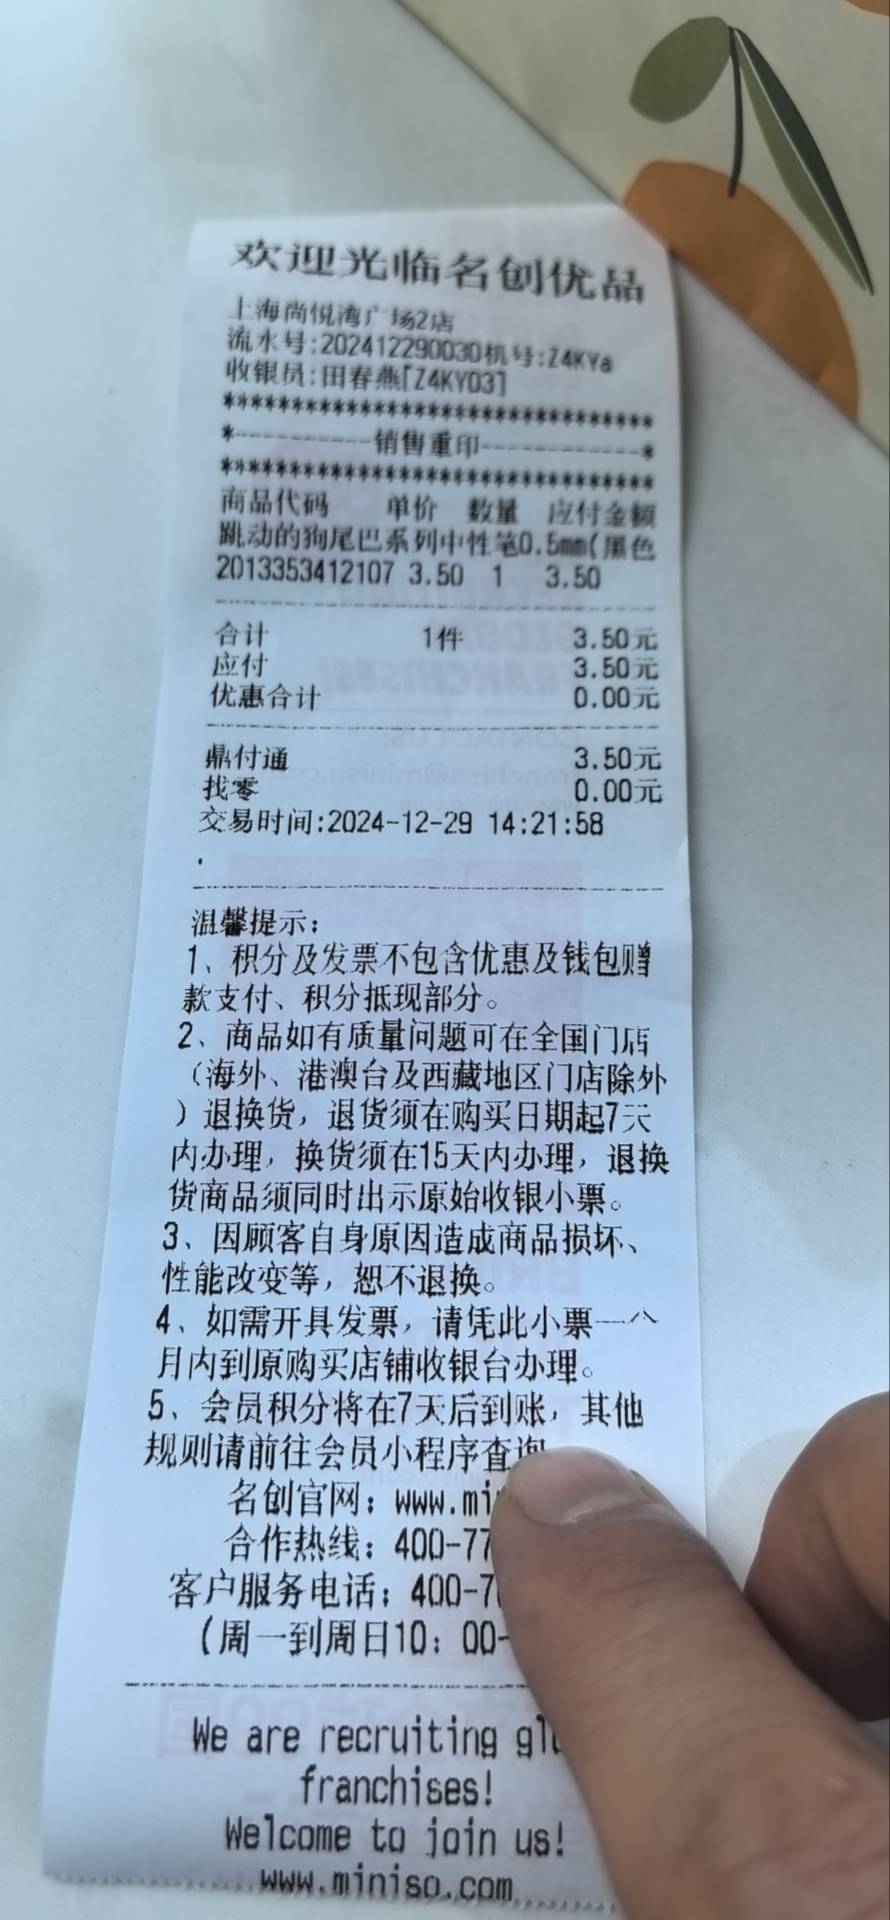 欢迎光临名创优品
上海尚悦湾广场2店
流水号:202412290030机号:Z4KYa
收银员:田春燕[Z4KY03]
*******************************
*-----------销售重印-----------*
*******************************
商品代码 单价 数量 应付金额
跳动的狗尾巴系列中性笔0.5mm(黑色
2013353412107 3.50 1 3.50
合计 1件 3.50元
应付 3.50元
优惠合计 0.00元
鼎付通 3.50元
找零 0.00元
交易时间:2024-12-29 14:21:58
.
温馨提示:
1、积分及发票不包含优惠及钱包赠
款支付、积分抵现部分。
2、商品如有质量问题可在全国门店
(海外、港澳台及西藏地区门店除外
)退换货,退货须在购买日期起7天
内办理,换货须在15天内办理,退换
货商品须同时出示原始收银小票。
3、因顾客自身原因造成商品损坏、
性能改变等,恕不退换。
4、如需开具发票,请凭此小票一个
月内到原购买店铺收银台办理。
5、会员积分将在7天后到账,其他
规则请前往会员小程序查询
名创官网:www.mi
合作热线:400-77
客户服务电话:400-7
(周一到周日10:00-
We are recruiting gl
franchises!
Welcome to join us!
www.miniso.com